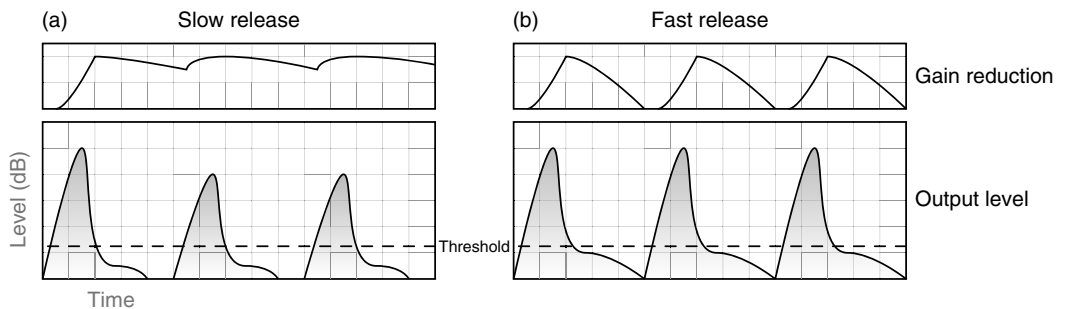 (a) Slow release
(b) Fast release
Gain reduction
Level (dB)
Output level
Threshold
Time